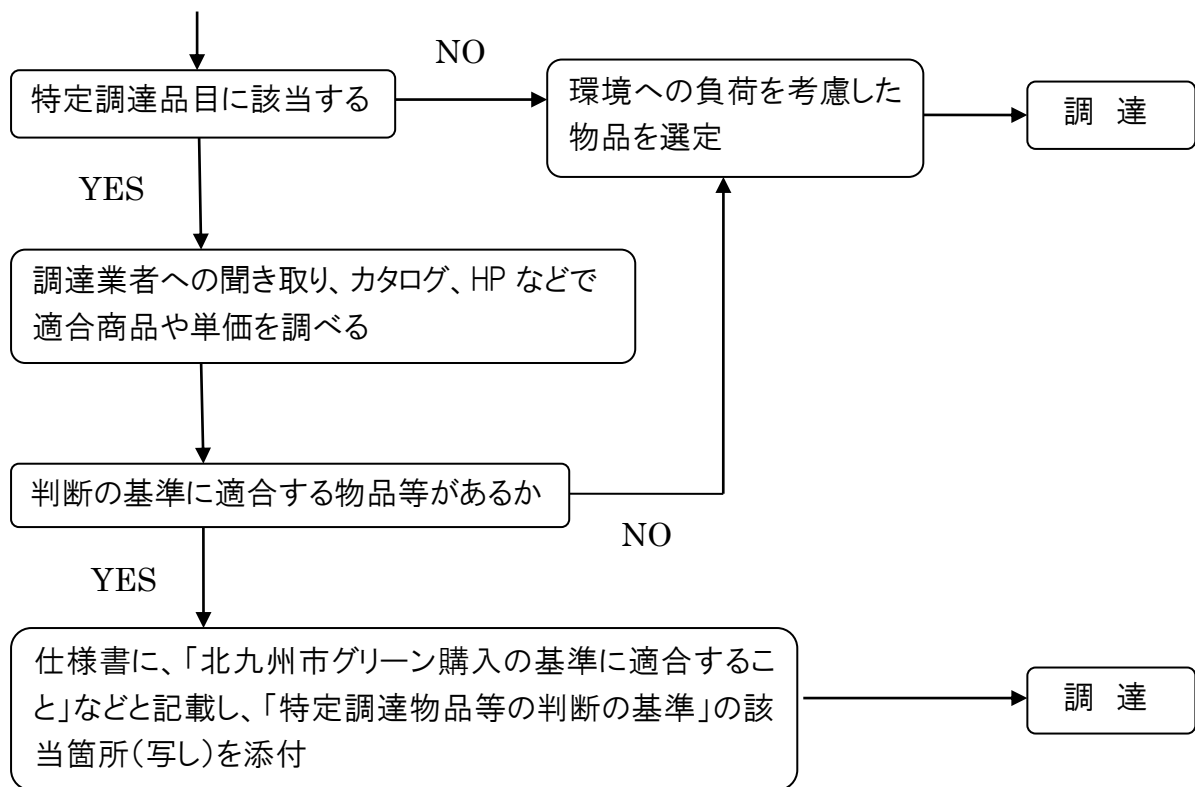 NO
特定調達品目に該当する
環境への負荷を考慮した
物品を選定
調 達
YES
調達業者への聞き取り、カタログ、HP などで
適合商品や単価を調べる
判断の基準に適合する物品等があるか
NO
YES
仕様書に、「北九州市グリーン購入の基準に適合するこ
と」などと記載し、「特定調達物品等の判断の基準」の該
当箇所(写し)を添付
調 達